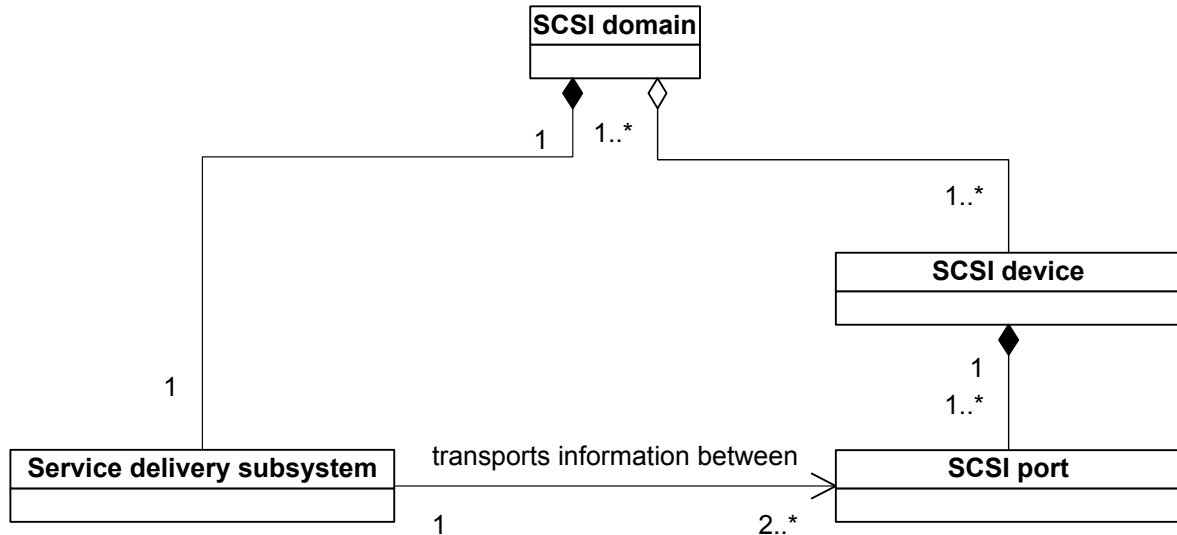 SCSI domain
1
1..*
1..*
SCSI device
1
1
1..*
Service delivery subsystem
transports information between
SCSI port
1
2..*